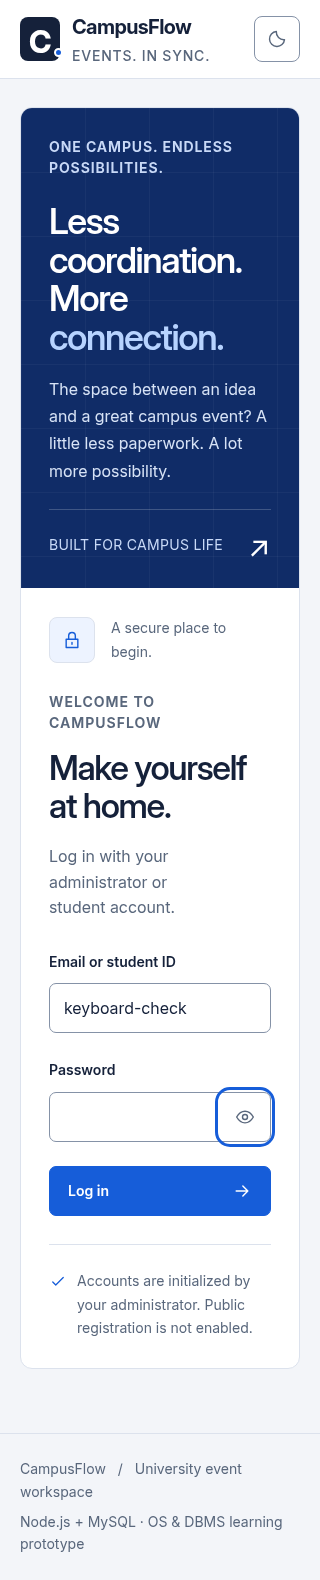 C
CampusFlow
EVENTS. IN SYNC.
ONE CAMPUS. ENDLESS
POSSIBILITIES.
Less
coordination.
More
connection.
The space between an idea
and a great campus event? A
little less paperwork. A lot
more possibility.
BUILT FOR CAMPUS LIFE
A secure place to
begin.
WELCOME TO
CAMPUSFLOW
Make yourself
at home.
Log in with your
administrator or
student account.
Email or student ID
keyboard-check
Password
Log in
Accounts are initialized by
your administrator. Public
registration is not enabled.
CampusFlow / University event
workspace
Node.js + MySQL · OS & DBMS learning
prototype